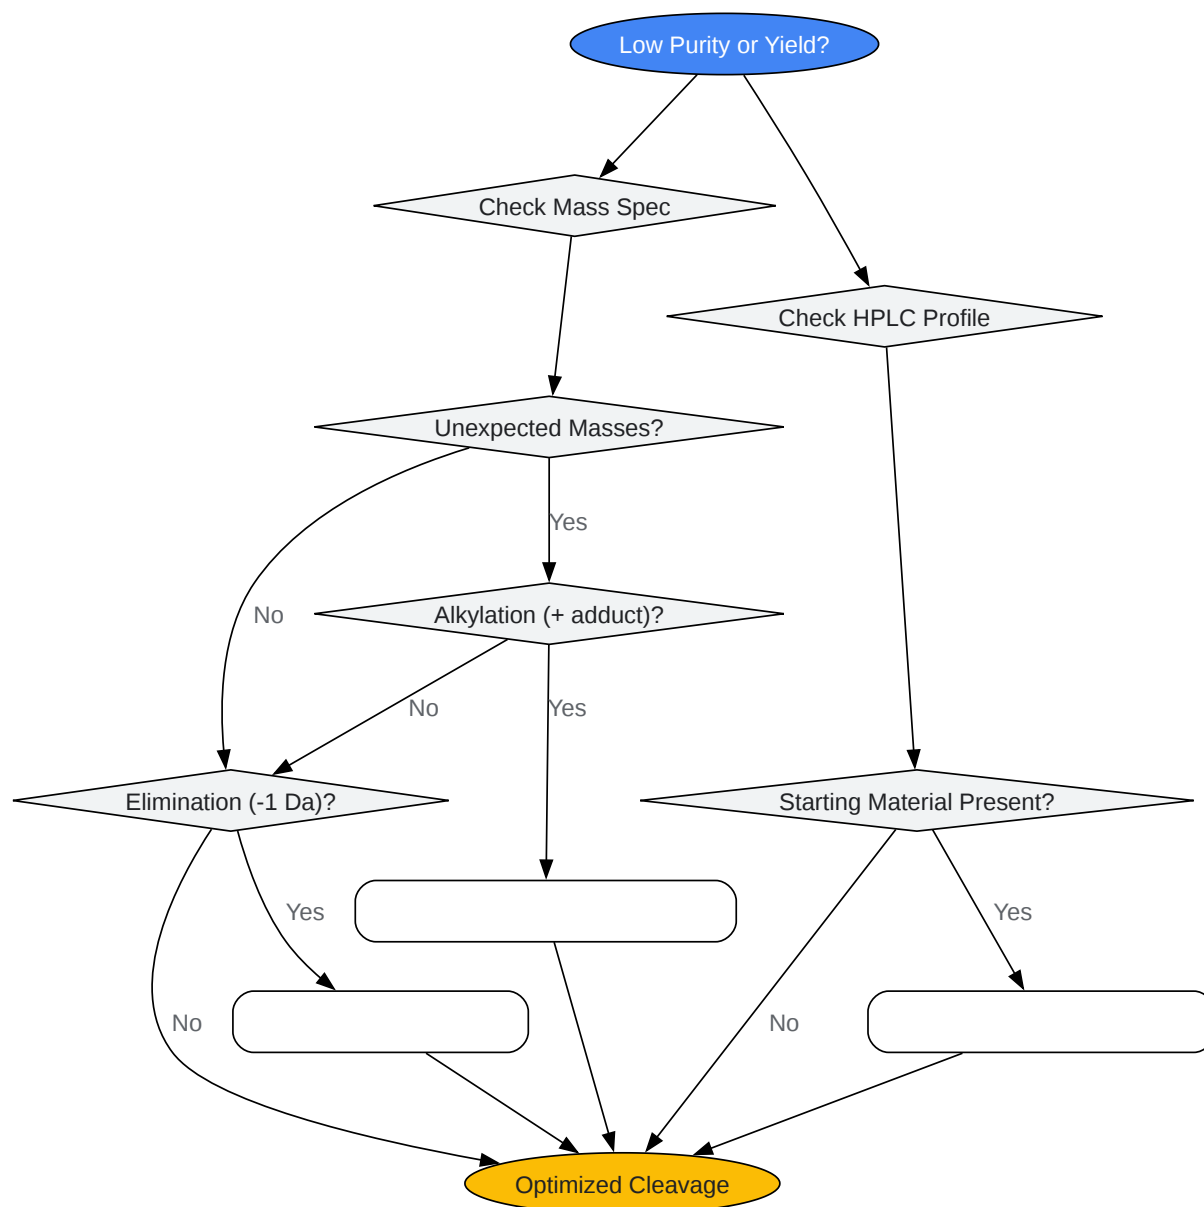 Low Purity or Yield?
Check Mass Spec
Check HPLC Profile
Unexpected Masses?
Yes
Alkylation (+ adduct)?
No
No
Yes
Elimination (-1 Da)?
Starting Material Present?
Yes
Yes
No
No
Optimized Cleavage